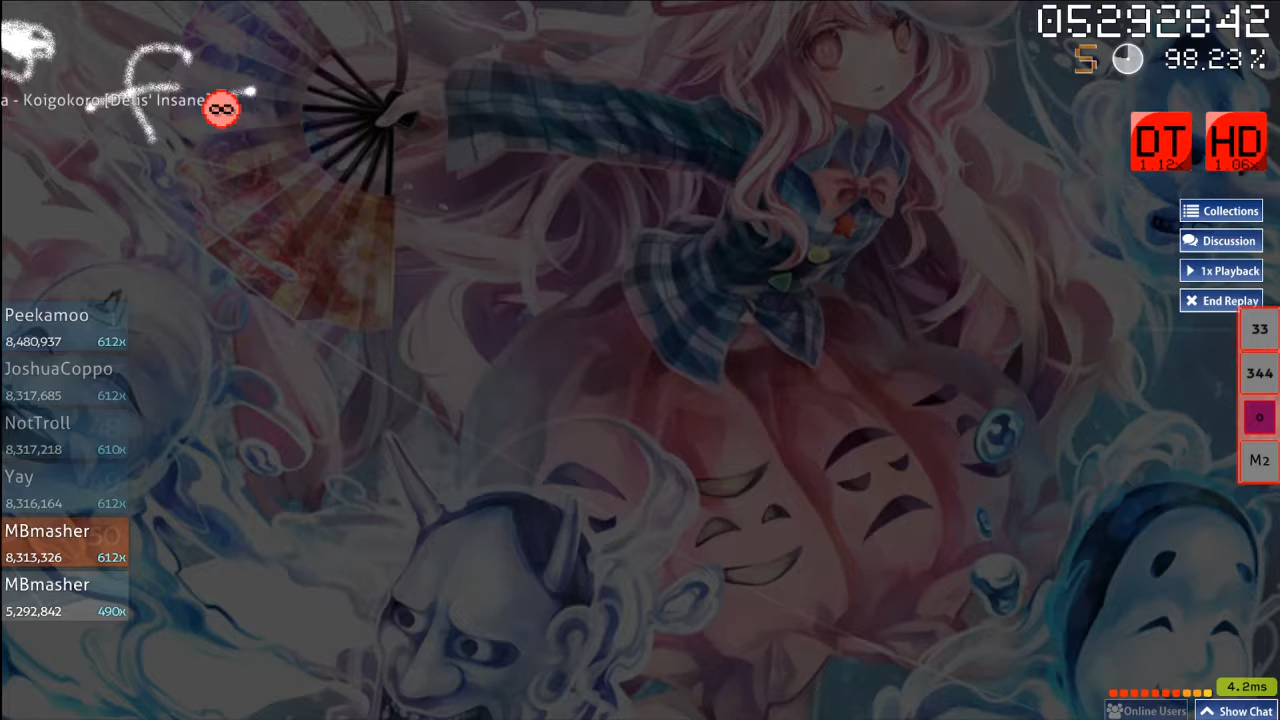 05292842
S 98.23 %
a - Koigokoro [Deus' Insane]
DT HD
1 12x 1 06x
Collections
Discussion
1x Playback
End Replay
33
344
0
M2
Peekamoo
8,480,937 612x
JoshuaCoppo
8,317,685 612x
NotTroll
8,317,218 610x
Yay
8,316,164 612x
MBmasher
8,313,326 612x
MBmasher
5,292,842 490x
4.2ms
Online Users
Show Chat